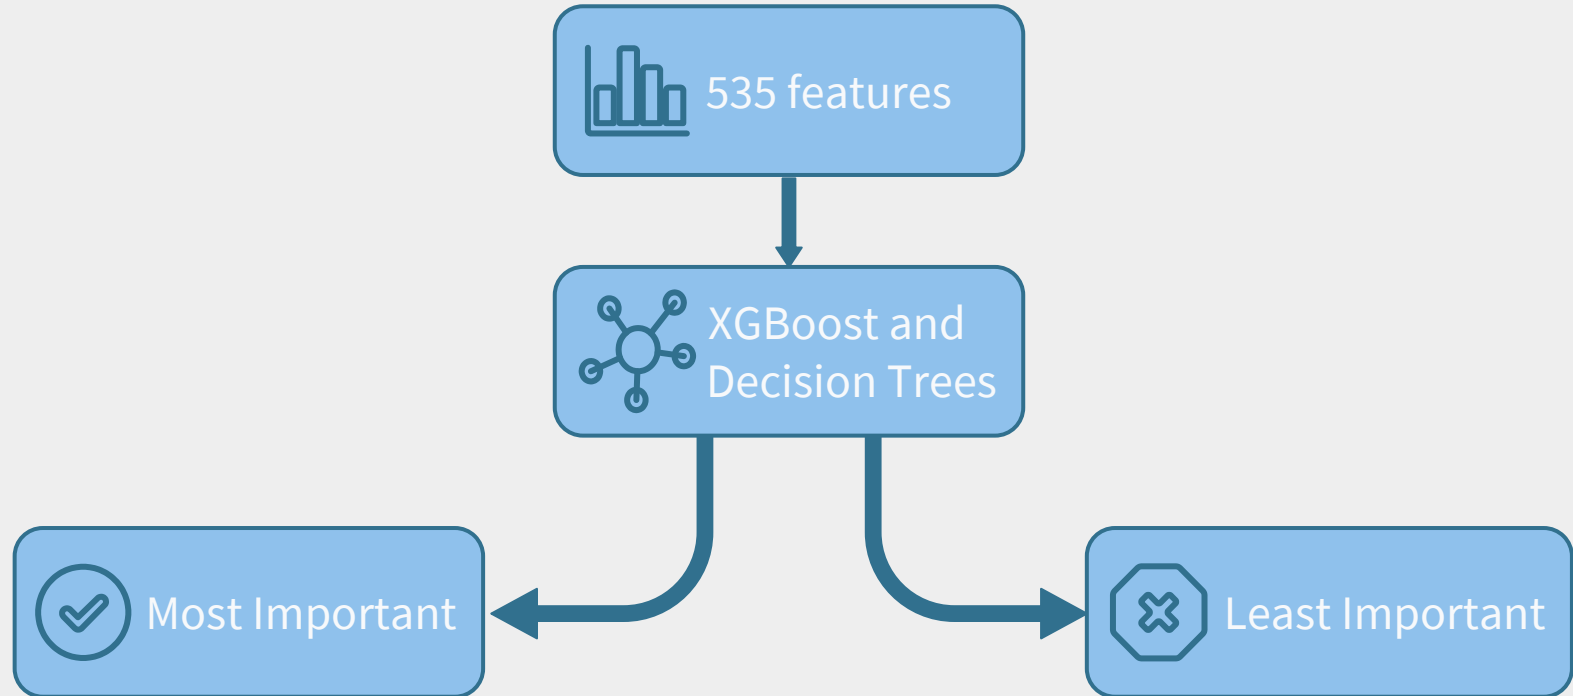 535 features
XGBoost and
Decision Trees
Most Important
Least Important